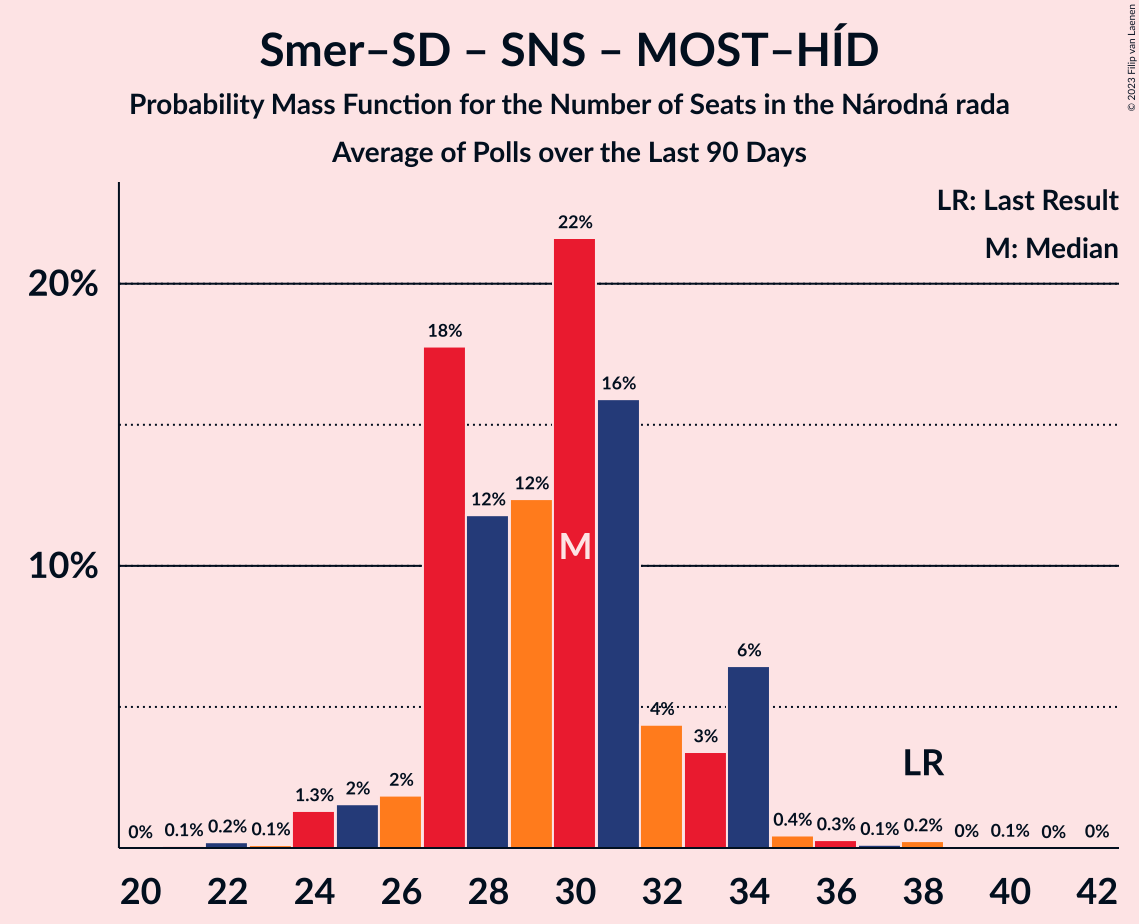 Smer–SD – SNS – MOST–HÍD
Probability Mass Function for the Number of Seats in the Národná rada
Average of Polls over the Last 90 Days
© 2023 Filip van Laenen
LR: Last Result
M: Median
20%
10%
0% 0.1% 0.2% 0.1% 1.3% 2% 2% 18% 12% 12% 22% 16% 4% 3% 6% 0.4% 0.3% 0.1% 0.2% 0% 0.1% 0% 0%
M
LR
20 22 24 26 28 30 32 34 36 38 40 42